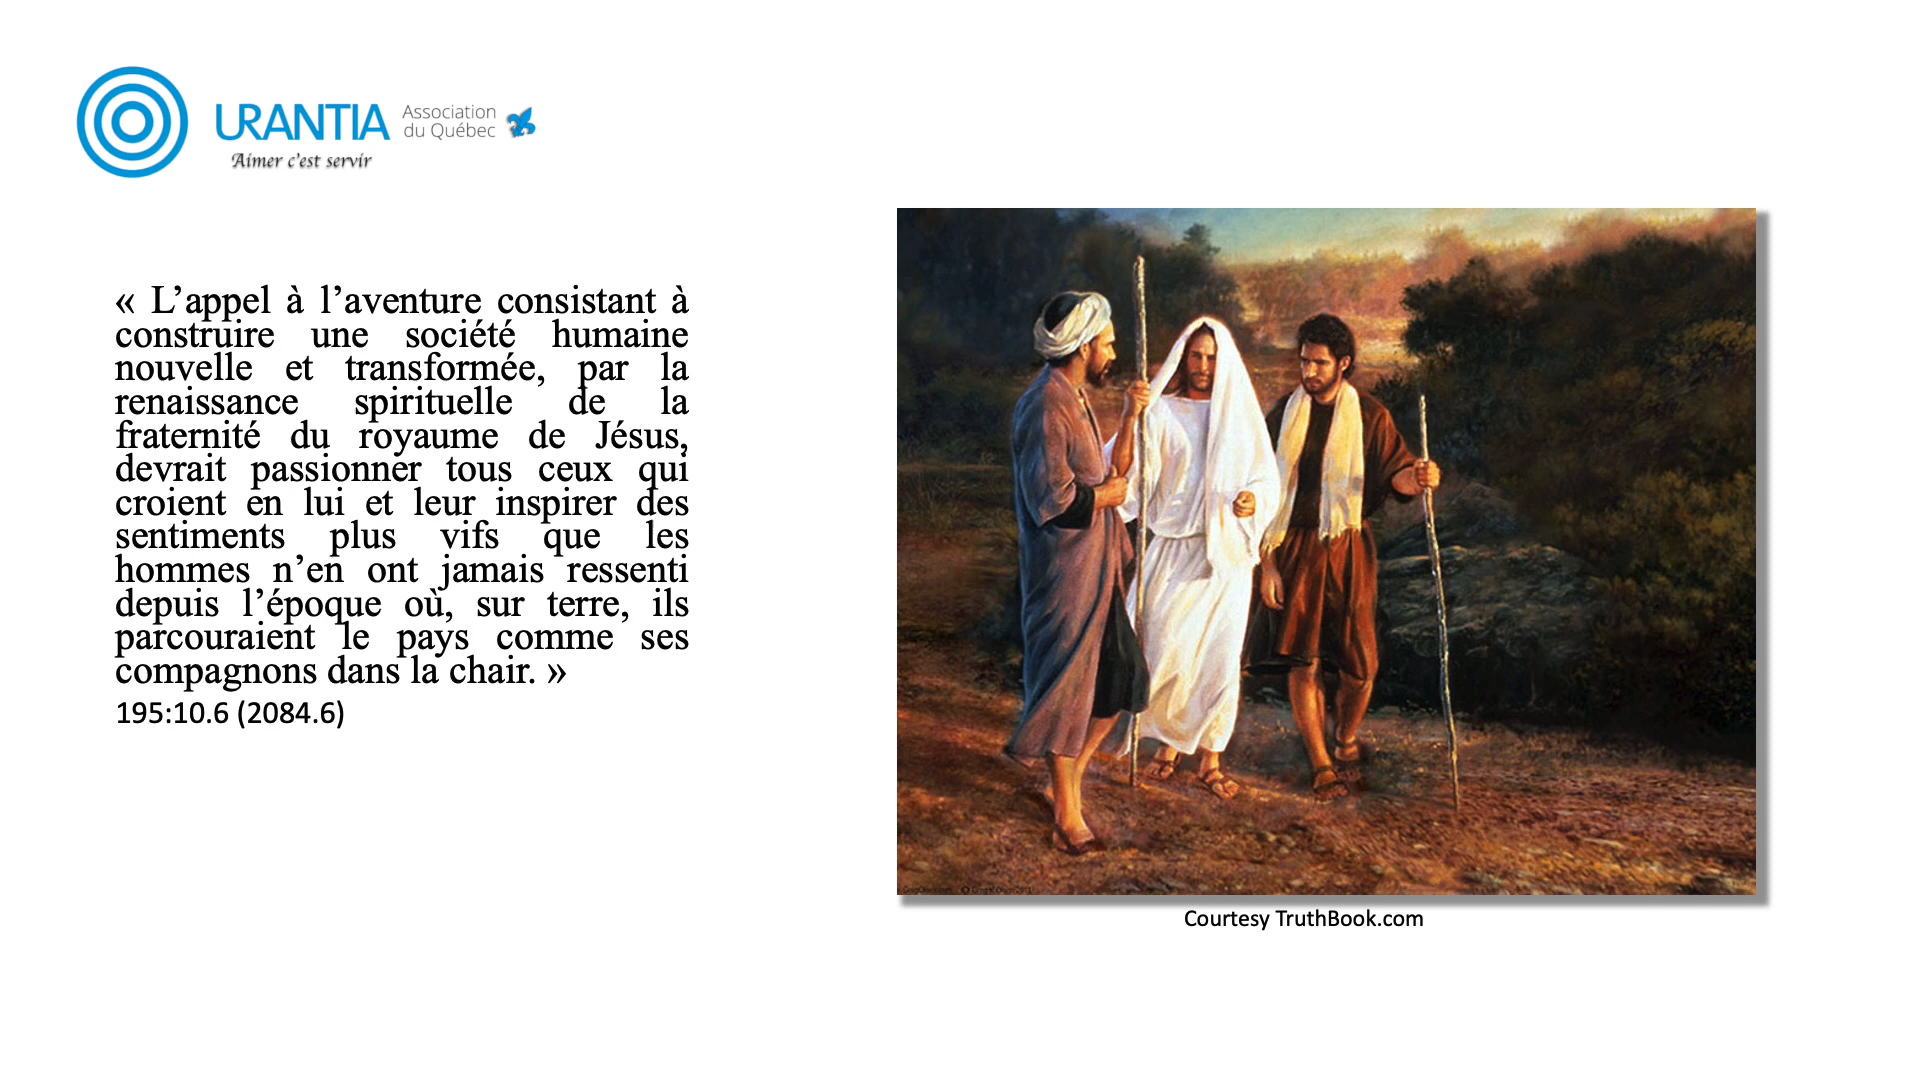 URANTIA Association
du Québec
Aimer c'est servir
« L’appel à l’aventure consistant à
construire une société humaine
nouvelle et transformée, par la
renaissance spirituelle de la
fraternité du royaume de Jésus,
devrait passionner tous ceux qui
croient en lui et leur inspirer des
sentiments plus vifs que les
hommes n’en ont jamais ressenti
depuis l’époque où, sur terre, ils
parcouraient le pays comme ses
compagnons dans la chair. »
195:10.6 (2084.6)
Courtesy TruthBook.com